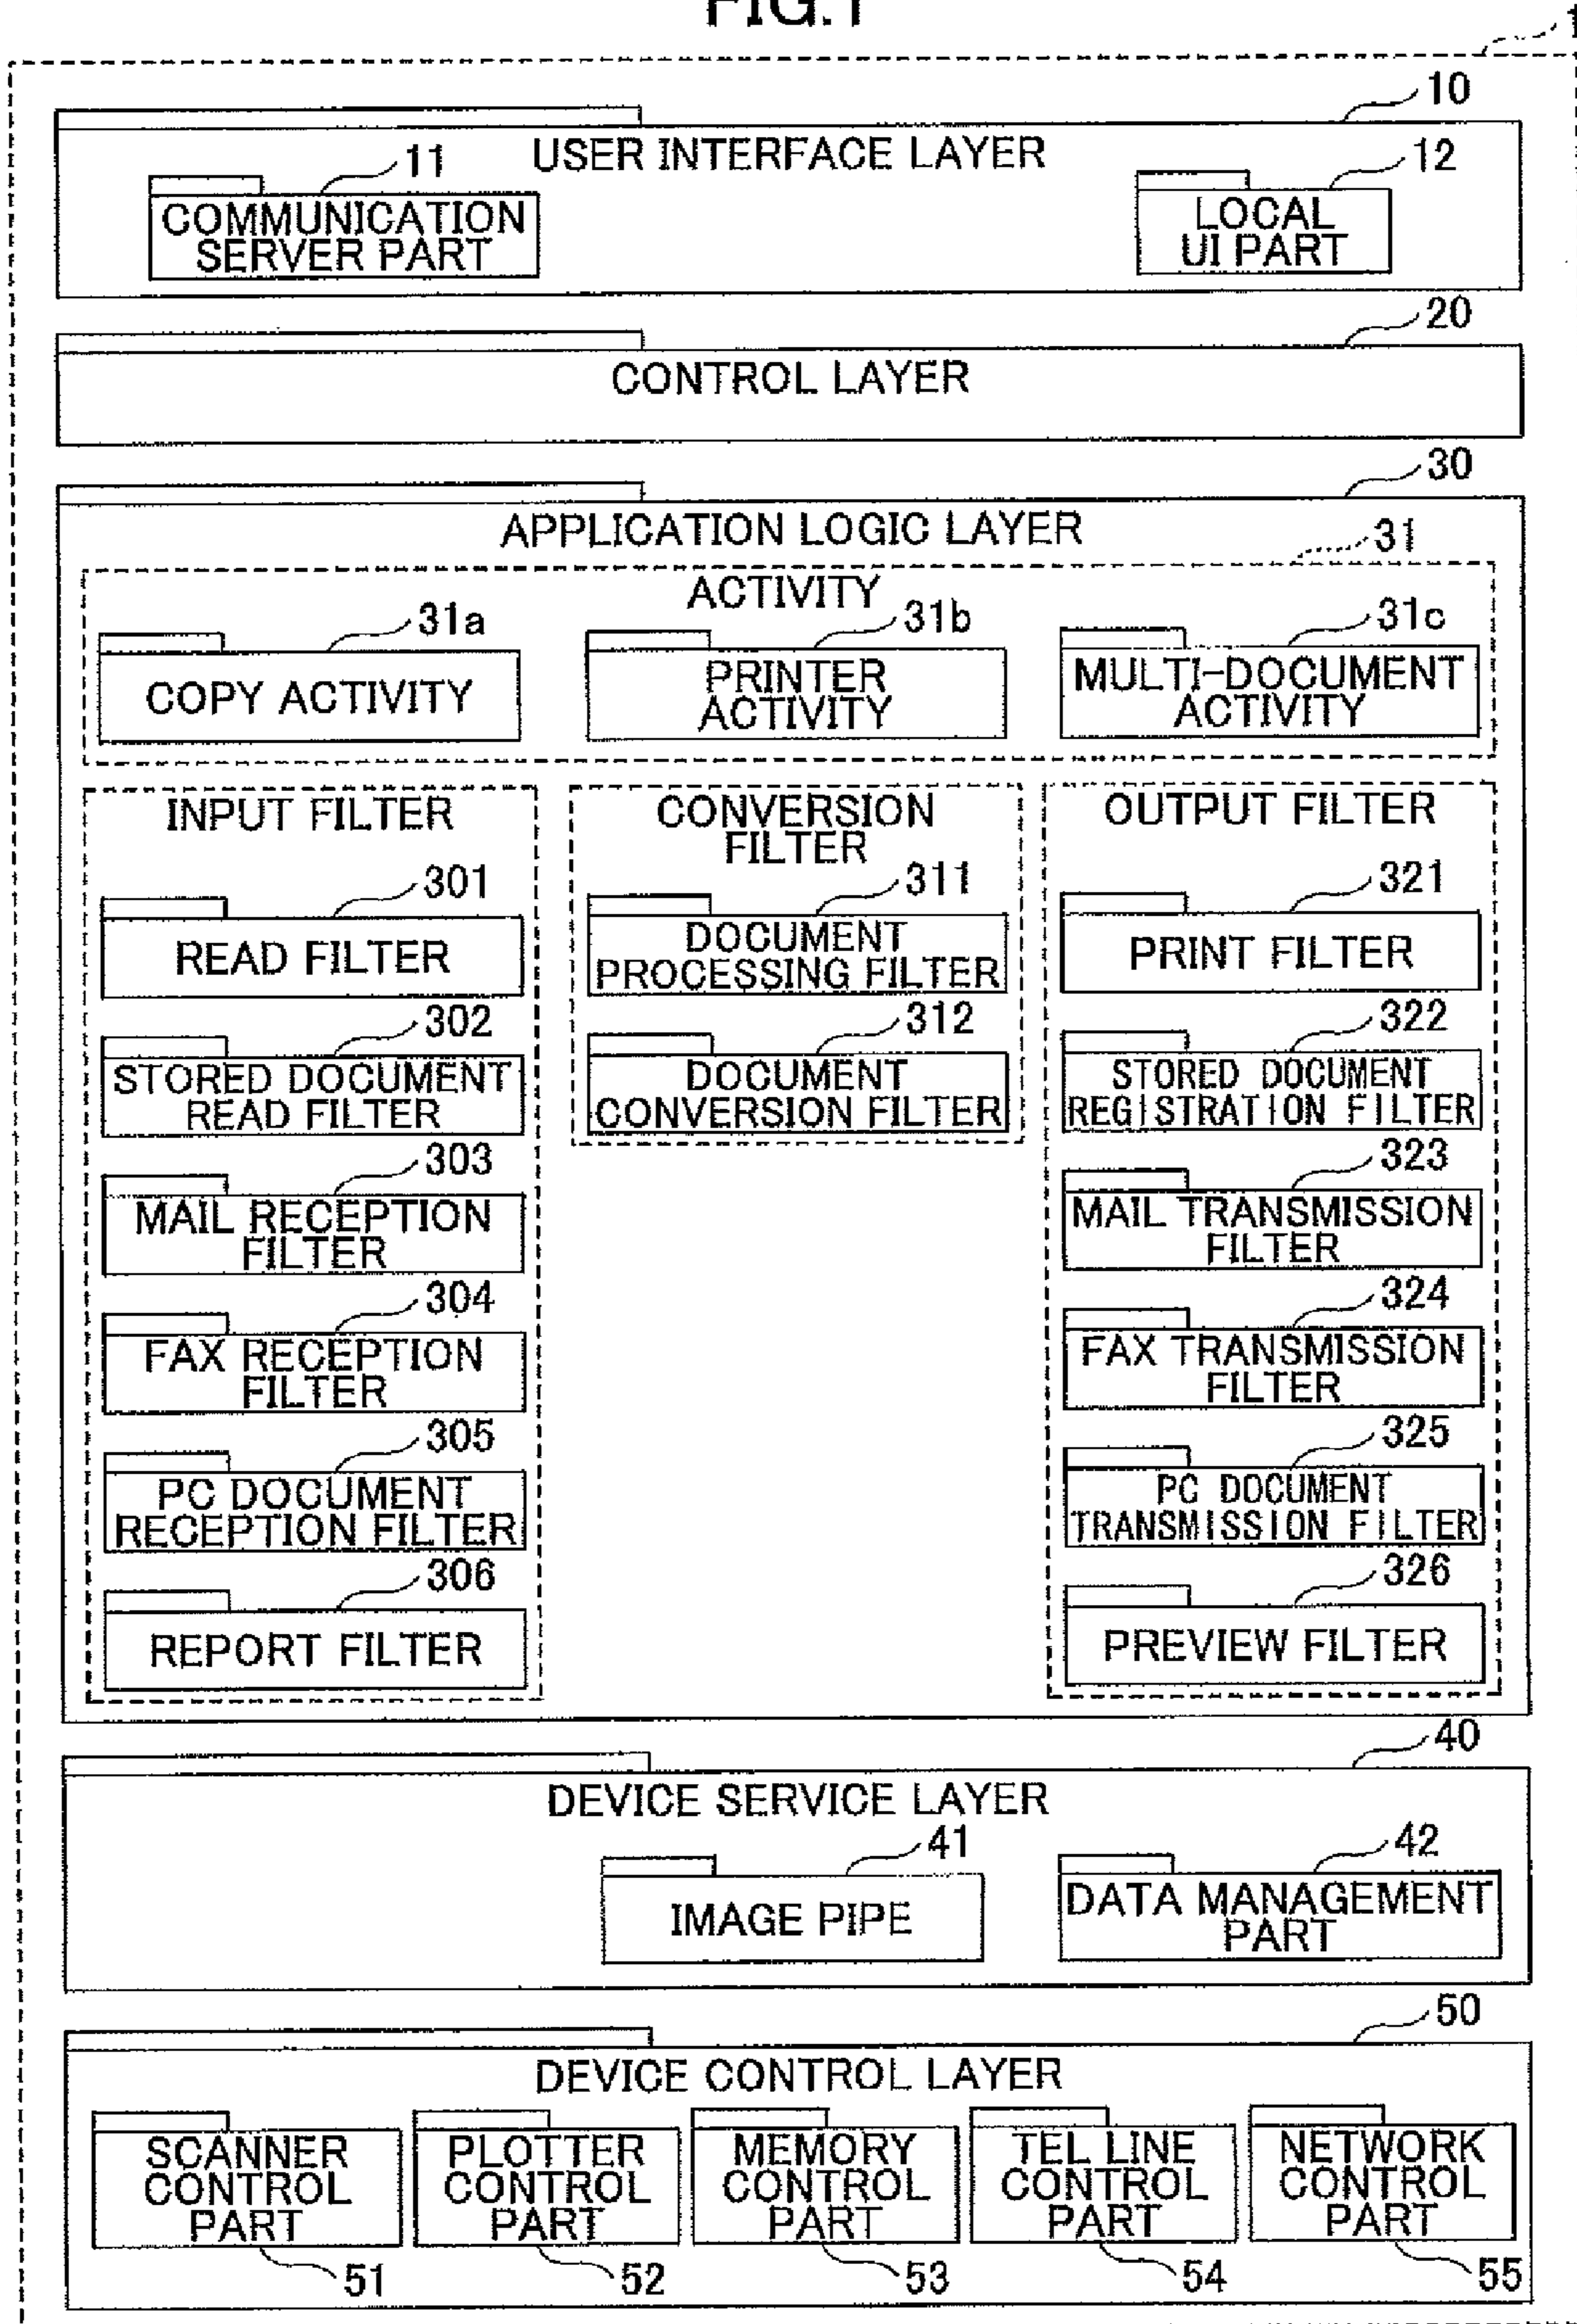 FIG.1
1
10
USER INTERFACE LAYER
11
12
COMMUNICATION
SERVER PART
LOCAL
UI PART
20
CONTROL LAYER
30
APPLICATION LOGIC LAYER
31
ACTIVITY
31a
31b
31c
COPY ACTIVITY
PRINTER
ACTIVITY
MULTI-DOCUMENT
ACTIVITY
INPUT FILTER
301
READ FILTER
302
STORED DOCUMENT
READ FILTER
303
MAIL RECEPTION
FILTER
304
FAX RECEPTION
FILTER
305
PC DOCUMENT
RECEPTION FILTER
306
REPORT FILTER
CONVERSION
FILTER
311
DOCUMENT
PROCESSING FILTER
312
DOCUMENT
CONVERSION FILTER
OUTPUT FILTER
321
PRINT FILTER
322
STORED DOCUMENT
REGISTRATION FILTER
323
MAIL TRANSMISSION
FILTER
324
FAX TRANSMISSION
FILTER
325
PC DOCUMENT
TRANSMISSION FILTER
326
PREVIEW FILTER
40
DEVICE SERVICE LAYER
41
42
IMAGE PIPE
DATA MANAGEMENT
PART
50
DEVICE CONTROL LAYER
SCANNER
CONTROL
PART
51
PLOTTER
CONTROL
PART
52
MEMORY
CONTROL
PART
53
TEL LINE
CONTROL
PART
54
NETWORK
CONTROL
PART
55